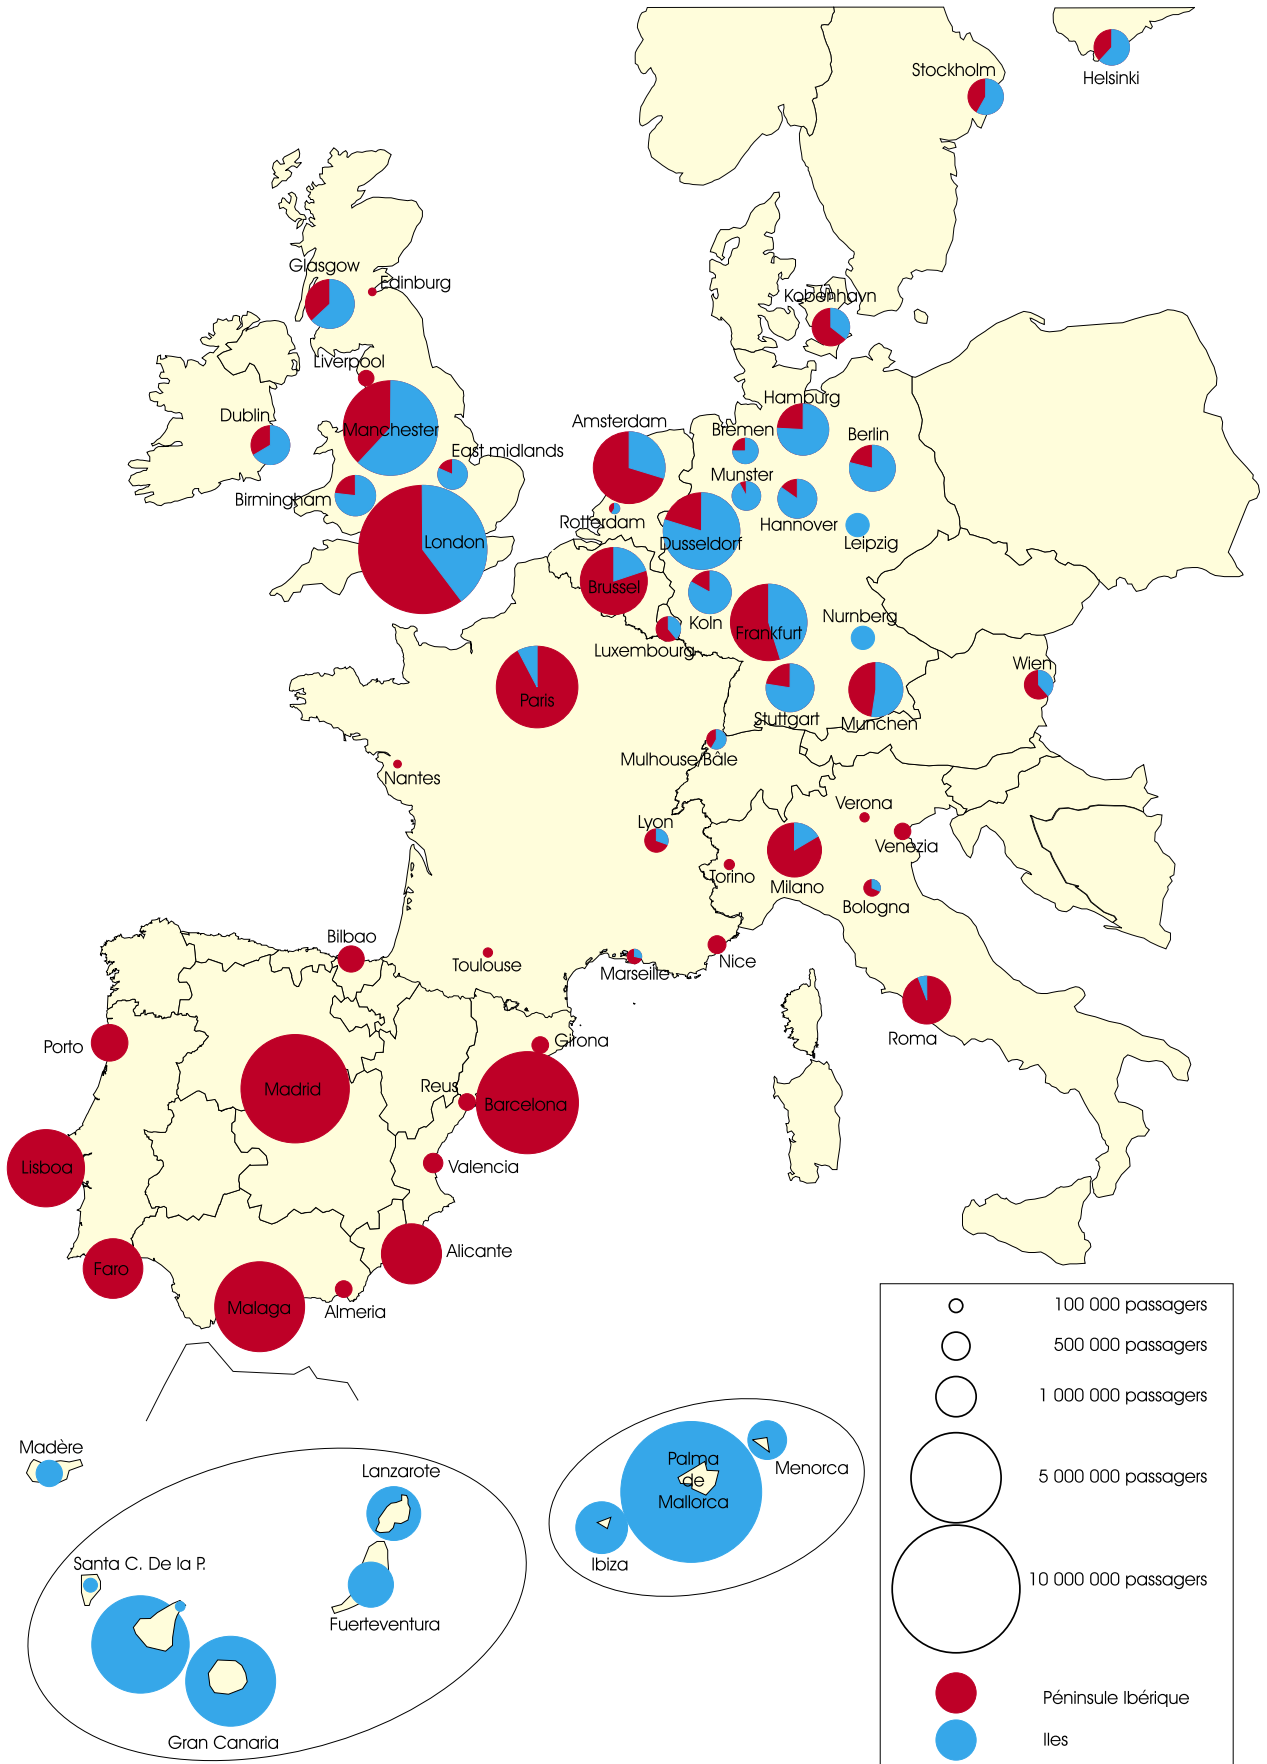 Stockholm
Helsinki
Glasgow
Edinburg
Kobenhavn
Liverpool
Hamburg
Dublin
Amsterdam
Manchester
Bremen
Berlin
East midlands
Munster
Birmingham
Rotterdam
Hannover
London
Dusseldorf
Leipzig
Brussel
Koln
Nurnberg
Frankfurt
Luxembourg
Wien
Paris
Stuttgart
Munchen
Mulhouse/Bâle
Nantes
Verona
Lyon
Venezia
Torino
Milano
Bologna
Bilbao
Toulouse
Marseille
Nice
Roma
Porto
Girona
Madrid
Reus
Barcelona
Lisboa
Valencia
Alicante
Faro
Malaga
Almeria
100 000 passagers
500 000 passagers
1 000 000 passagers
5 000 000 passagers
10 000 000 passagers
Péninsule Ibérique
Iles
Madère
Lanzarote
Palma
de
Mallorca
Menorca
Ibiza
Santa C. De la P.
Fuerteventura
Gran Canaria